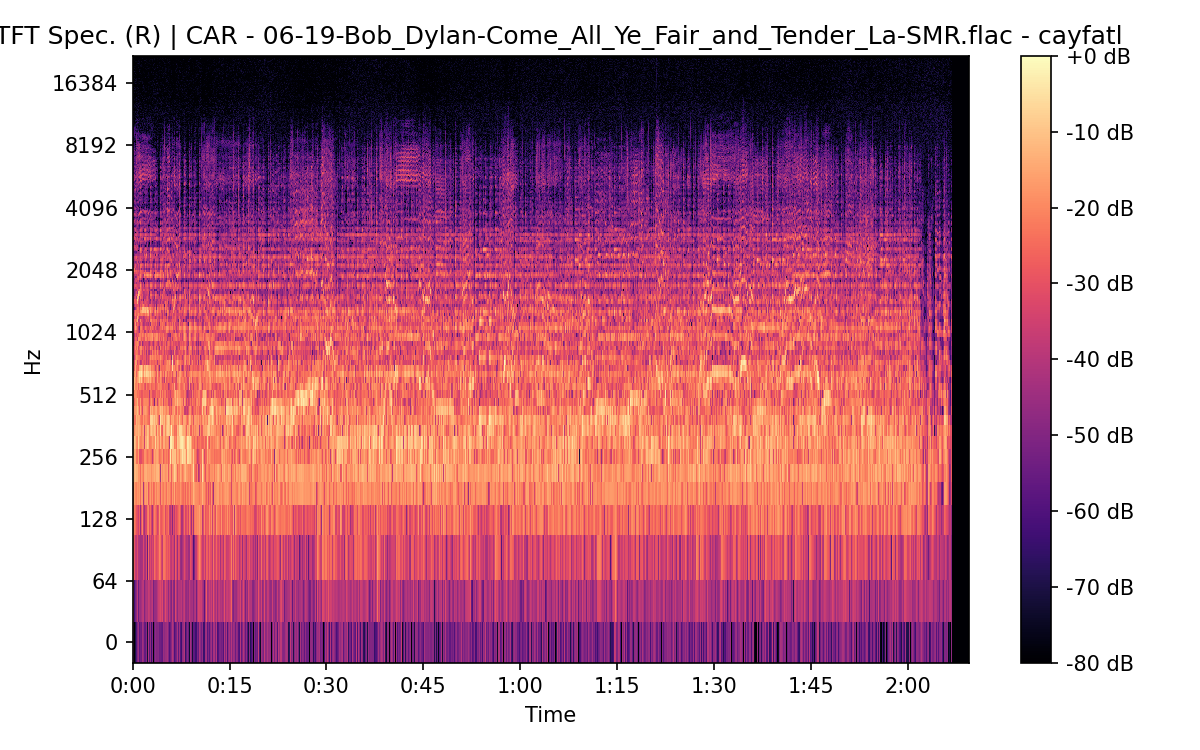 TFT Spec. (R) | CAR - 06-19-Bob_Dylan-Come_All_Ye_Fair_and_Tender_La-SMR.flac - cayfatl
+0 dB
16384
-10 dB
8192
-20 dB
4096
-30 dB
2048
Hz
1024
-40 dB
512
-50 dB
256
-60 dB
128
-70 dB
64
0
-80 dB
0:00 0:15 0:30 0:45 1:00 1:15 1:30 1:45 2:00
Time